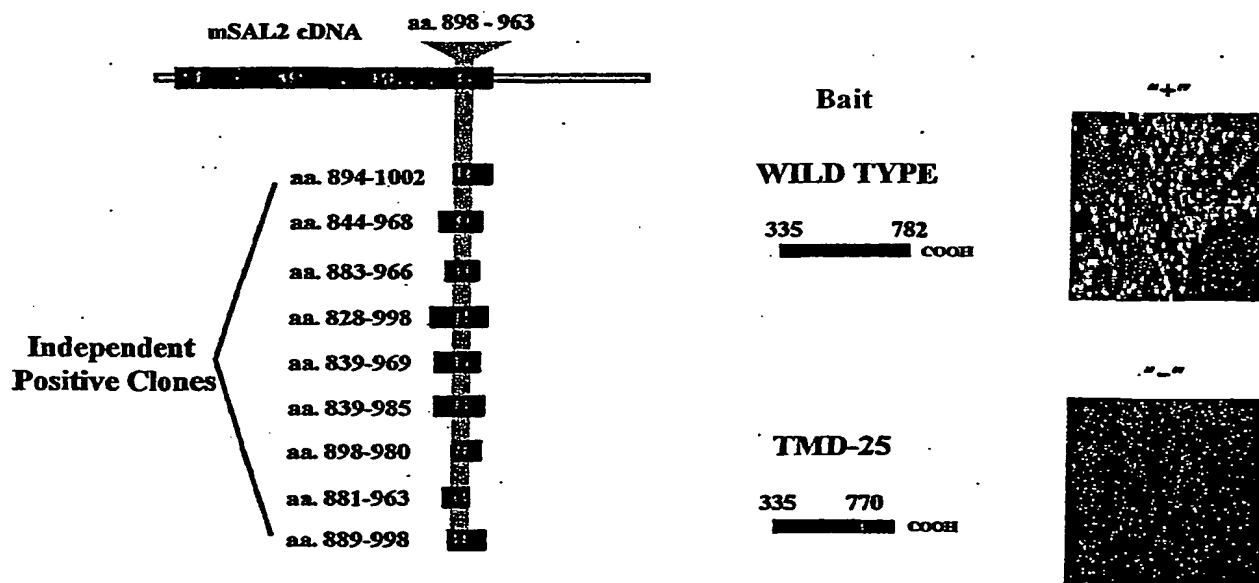 mSAL2 cDNA
aa. 898 - 963
aa. 894-1002
aa. 844-968
aa. 883-966
aa. 828-998
aa. 839-969
aa. 839-985
aa. 898-980
aa. 881-963
aa. 889-998
Independent
Positive Clones
Bait
"+"
WILD TYPE
335 782
COOH
"-"
TMD-25
335 770
COOH